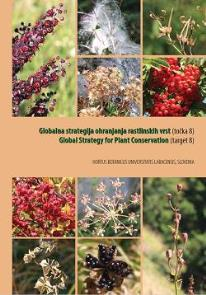 Globalna strategija ohranjanja rastlinskih vrst (točka 8)
Global Strategy for Plant Conservation (target 8)
HORTUS BOTANICUS UNIVERSITATIS LABACENSIS, SLOVENIA